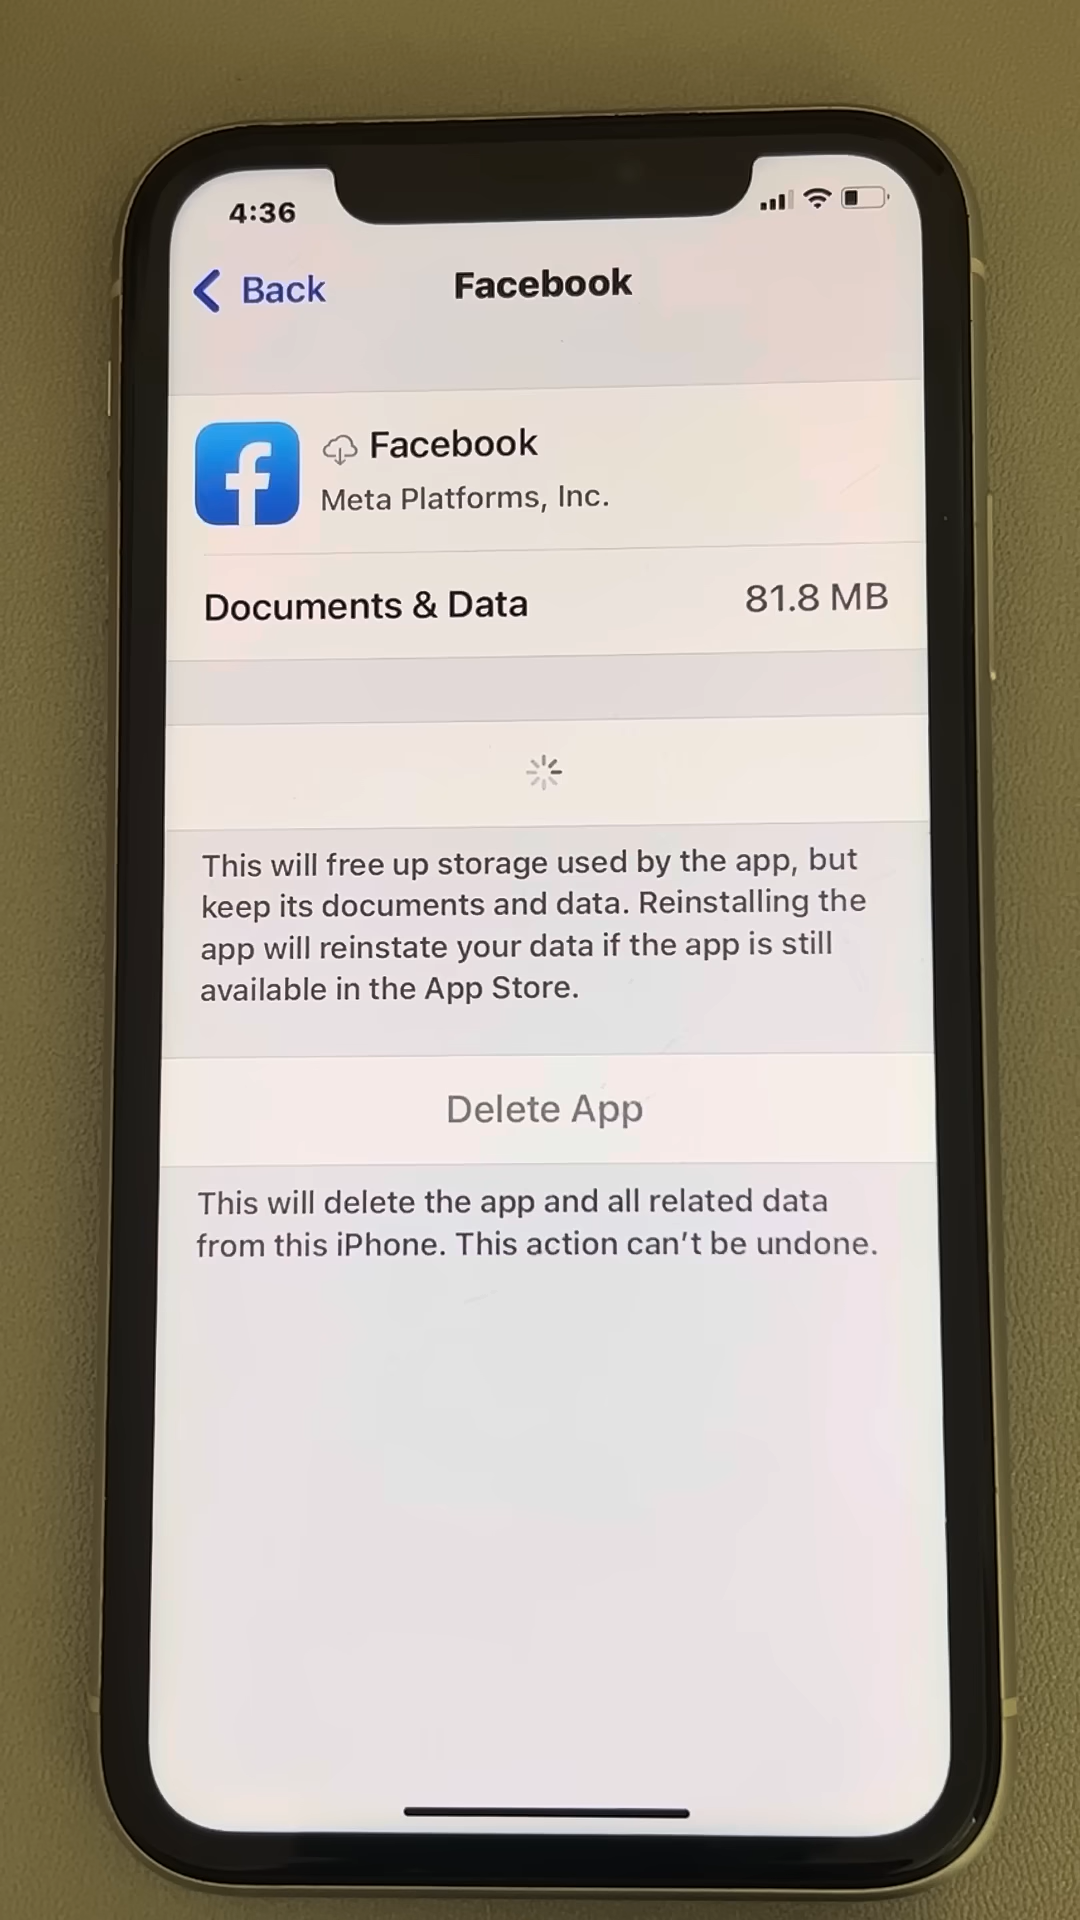 4:36
Back
Facebook
Facebook
Meta Platforms, Inc.
Documents & Data
81.8 MB
This will free up storage used by the app, but
keep its documents and data. Reinstalling the
app will reinstate your data if the app is still
available in the App Store.
Delete App
This will delete the app and all related data
from this iPhone. This action can't be undone.